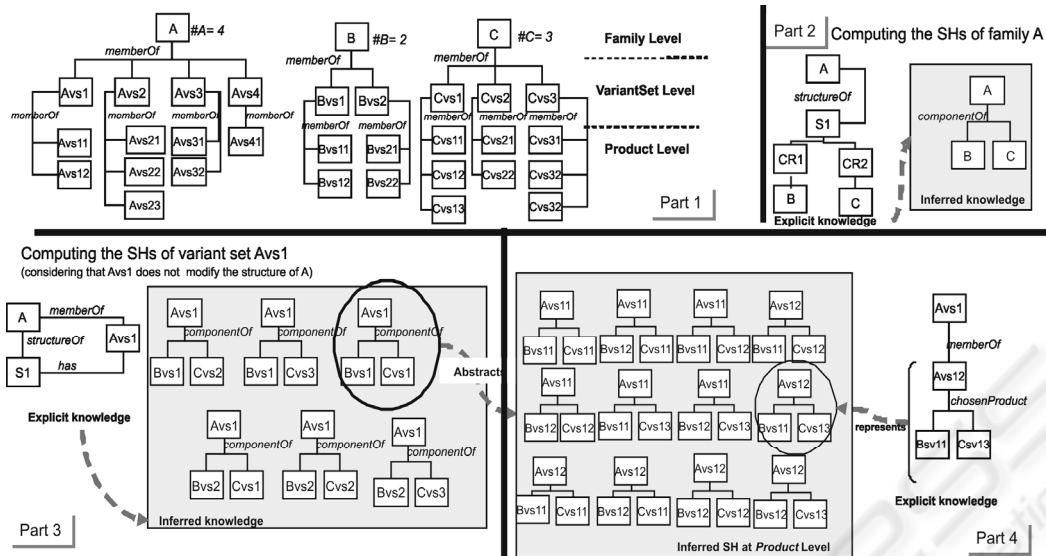 A
#A= 4
memberOf
Avs1
Avs2
Avs3
Avs4
momborOf
momborOf
momborOf
memberOf
Avs11
Avs21
Avs31
Avs41
Avs12
Avs22
Avs32
Avs23
B
#B= 2
memberOf
Bvs1
Bvs2
memberOf
memberOf
Bvs11
Bvs21
Bvs12
Bvs22
C
#C= 3
memberOf
Cvs1
Cvs2
Cvs3
memberOf
memberOf
memberOf
Cvs11
Cvs21
Cvs31
Cvs12
Cvs22
Cvs32
Cvs13
Cvs32
Family Level
VariantSet Level
Product Level
Part 1
Part 2
Computing the SHs of family A
A
structureOf
S1
CR1
CR2
B
C
Explicit knowledge
A
componentOf
B
C
Inferred knowledge
Computing the SHs of variant set Avs1
(considering that Avs1 does not modify the structure of A)
A
memberOf
Avs1
structureOf
S1
has
Explicit knowledge
Part 3
Avs1
Avs1
Avs1
componentOf
componentOf
componentOf
Bvs1
Cvs2
Bvs1
Cvs3
Bvs1
Cvs1
Avs1
Avs1
Avs1
componentOf
componentOf
componentOf
Bvs2
Cvs1
Bvs2
Cvs2
Bvs2
Cvs3
Inferred knowledge
Abstracts
Avs11
Avs11
Avs11
Avs12
Bvs11
Cvs11
Bvs12
Cvs11
Bvs11
Cvs12
Bvs11
Cvs12
Avs11
Avs11
Avs11
Avs12
Bvs12
Cvs12
Bvs11
Cvs13
Bvs12
Cvs13
Bvs11
Cvs13
Avs12
Avs12
Avs12
Avs12
Bvs11
Cvs11
Bvs12
Cvs11
Bvs12
Cvs12
Bvs12
Cvs13
Inferred SH at Product Level
represents
Avs1
memberOf
Avs12
chosenProduct
Bsv11
Csv13
Explicit knowledge
Part 4